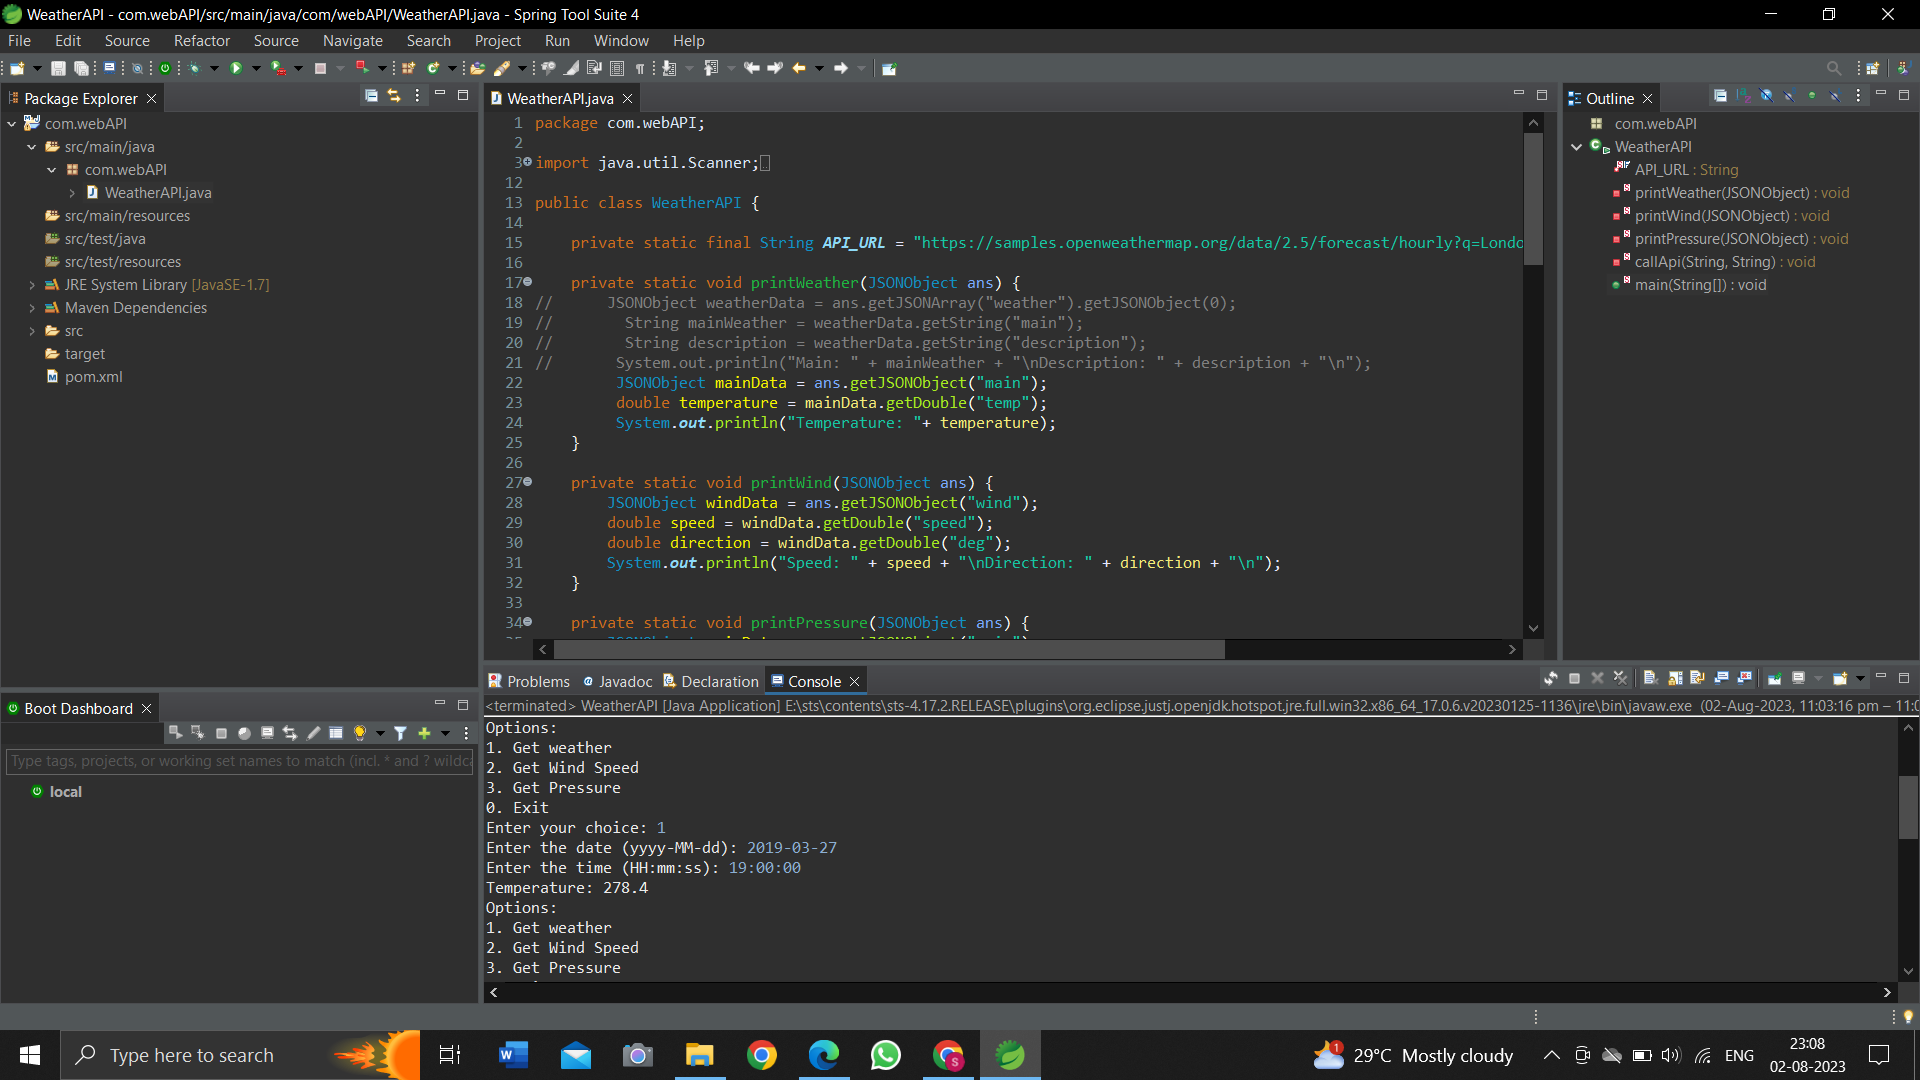 WeatherAPI - com.webAPI/src/main/java/com/webAPI/WeatherAPI.java - Spring Tool Suite 4
File Edit Source Refactor Source Navigate Search Project Run Window Help
Package Explorer
com.webAPI
src/main/java
com.webAPI
WeatherAPI.java
src/main/resources
src/test/java
src/test/resources
JRE System Library [JavaSE-1.7]
Maven Dependencies
src
target
pom.xml
WeatherAPI.java
1 package com.webAPI;
2
3 import java.util.Scanner;
12
13 public class WeatherAPI {
14
15 private static final String API_URL = "https://samples.openweathermap.org/data/2.5/forecast/hourly?q=Londo
16
17 private static void printWeather(JSONObject ans) {
18 // JSONObject weatherData = ans.getJSONArray("weather").getJSONObject(0);
19 // String mainWeather = weatherData.getString("main");
20 // String description = weatherData.getString("description");
21 // System.out.println("Main: " + mainWeather + "\nDescription: " + description + "\n");
22 JSONObject mainData = ans.getJSONObject("main");
23 double temperature = mainData.getDouble("temp");
24 System.out.println("Temperature: "+ temperature);
25 }
26
27 private static void printWind(JSONObject ans) {
28 JSONObject windData = ans.getJSONObject("wind");
29 double speed = windData.getDouble("speed");
30 double direction = windData.getDouble("deg");
31 System.out.println("Speed: " + speed + "\nDirection: " + direction + "\n");
32 }
33
34 private static void printPressure(JSONObject ans) {
Outline
com.webAPI
WeatherAPI
API_URL : String
printWeather(JSONObject) : void
printWind(JSONObject) : void
printPressure(JSONObject) : void
callApi(String, String) : void
main(String[]) : void
Boot Dashboard
Type tags, projects, or working set names to match (incl. * and ? wildca
local
Problems Javadoc Declaration Console
<terminated> WeatherAPI [Java Application] E:\sts\contents\sts-4.17.2.RELEASE\plugins\org.eclipse.justj.openjdk.hotspot.jre.full.win32.x86_64_17.0.6.v20230125-1136\jre\bin\javaw.exe (02-Aug-2023, 11:03:16 pm – 11:0
Options:
1. Get weather
2. Get Wind Speed
3. Get Pressure
0. Exit
Enter your choice: 1
Enter the date (yyyy-MM-dd): 2019-03-27
Enter the time (HH:mm:ss): 19:00:00
Temperature: 278.4
Options:
1. Get weather
2. Get Wind Speed
3. Get Pressure
Type here to search
1
29°C Mostly cloudy
ENG
23:08
02-08-2023